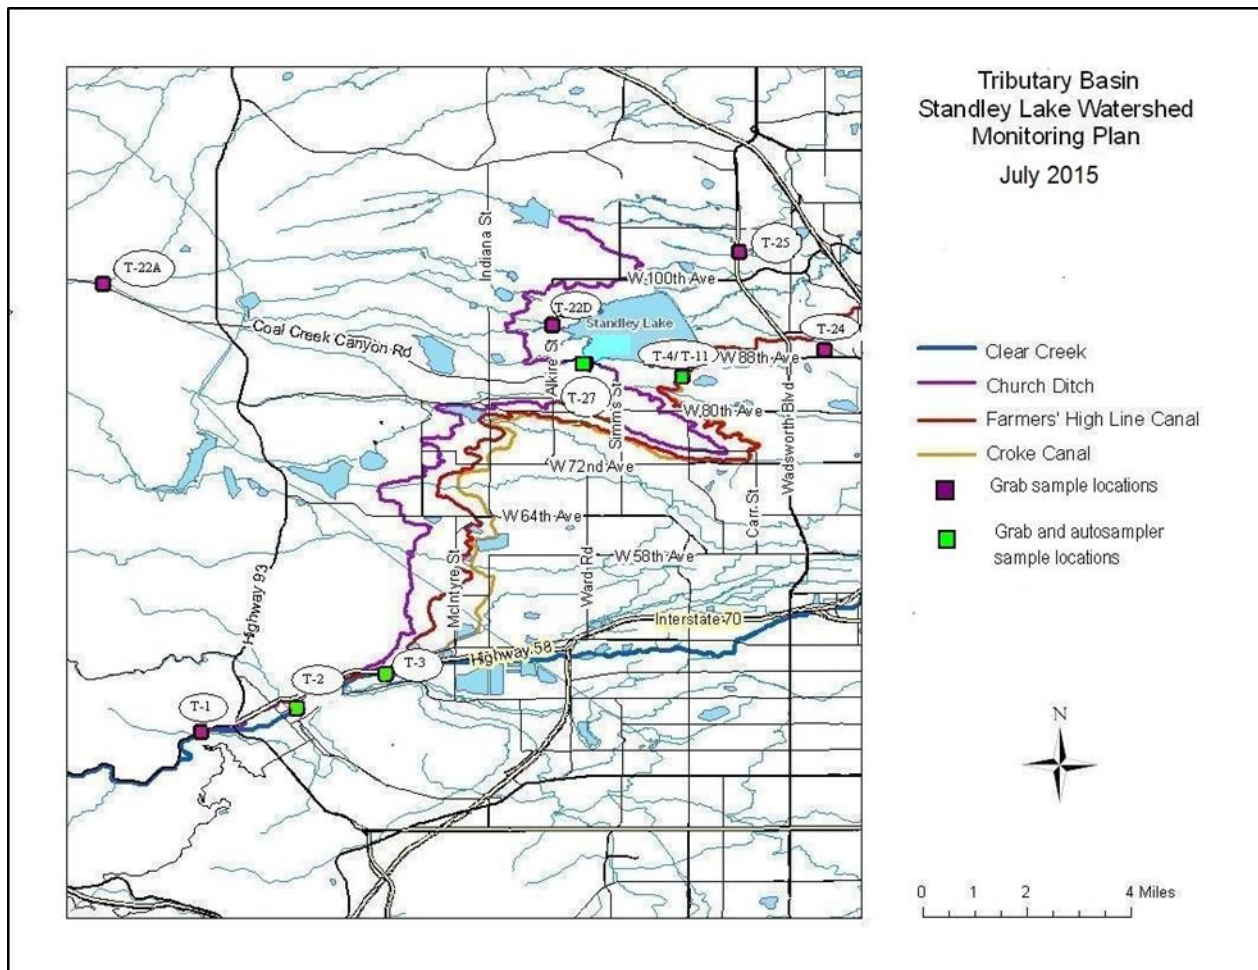 Tributary Basin
Standley Lake Watershed
Monitoring Plan
July 2015
Indiana St
T-25
T-22A
W 100th Ave
T-22D
Standley Lake
Coal Creek Canyon Rd
T-24
T-4/ T-11
W 88th Ave
Alkire St
T-27
Simms St
W 80th Ave
Wadsworth Blvd
W 72nd Ave
Carr St
W 64th Ave
W 58th Ave
McIntyre St
Ward Rd
Highway 93
Interstate 70
Highway 58
T-3
T-2
T-1
Clear Creek
Church Ditch
Farmers' High Line Canal
Croke Canal
Grab sample locations
Grab and autosampler
sample locations
N
0 1 2 4 Miles